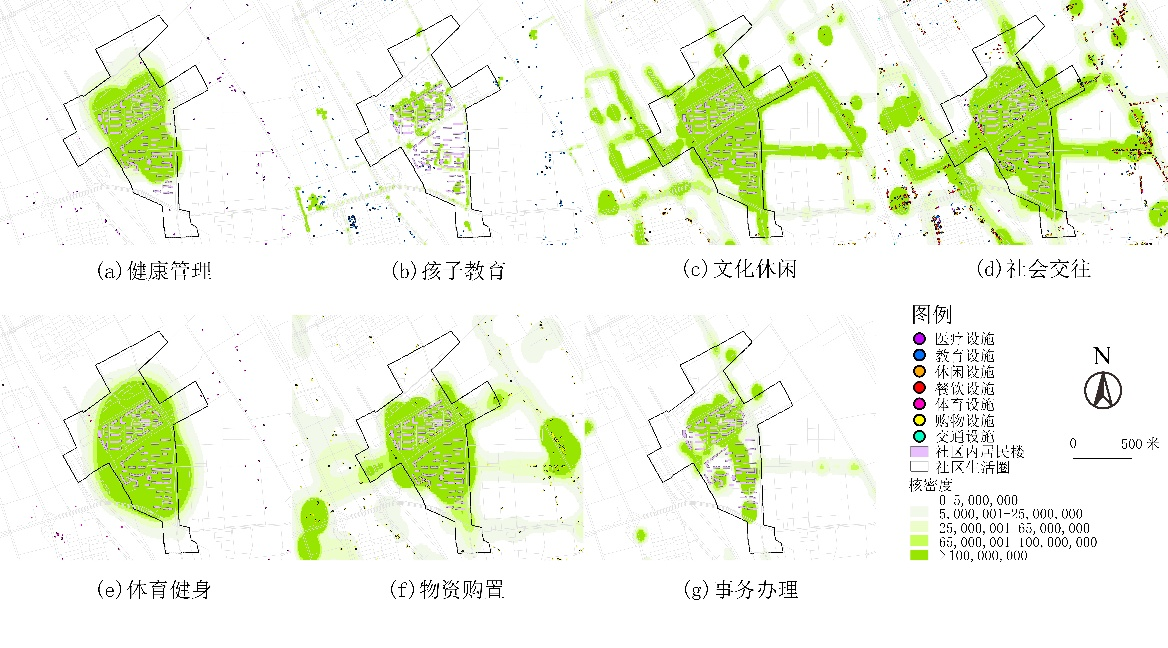 (a)健康管理
(b)孩子教育
(c)文化休闲
(d)社会交往
(e)体育健身
(f)物资购置
(g)事务办理
图例
医疗设施
教育设施
休闲设施
餐饮设施
体育设施
购物设施
交通设施
社区内居民楼
社区生活圈
核密度
0-5,000,000
5,000,001-25,000,000
25,000,001-65,000,000
65,000,001-100,000,000
>100,000,000
N
0 500 米